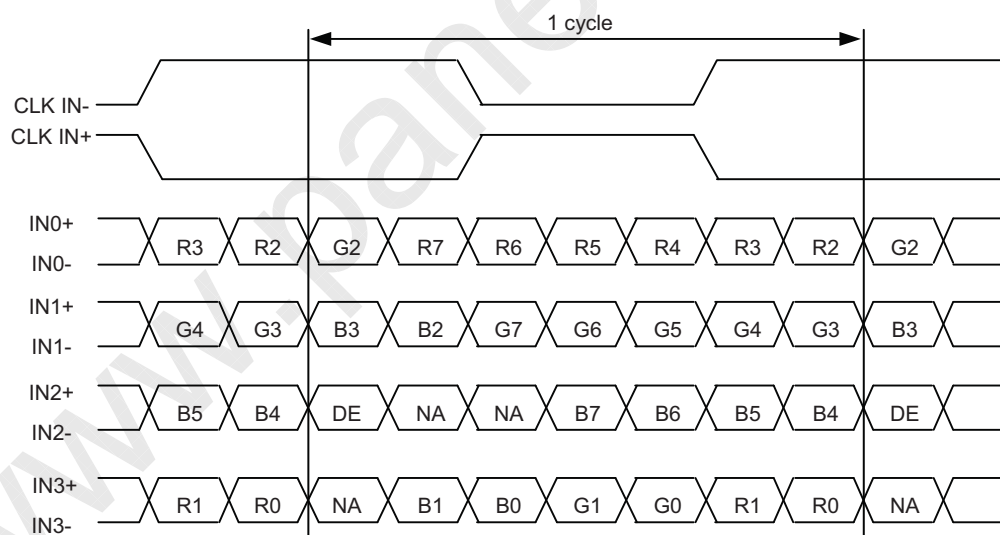 1 cycle
CLK IN-
CLK IN+
IN0+
R3 R2 G2 R7 R6 R5 R4 R3 R2 G2
IN0-
IN1+
G4 G3 B3 B2 G7 G6 G5 G4 G3 B3
IN1-
IN2+
B5 B4 DE NA NA B7 B6 B5 B4 DE
IN2-
IN3+
R1 R0 NA B1 B0 G1 G0 R1 R0 NA
IN3-
www.pane